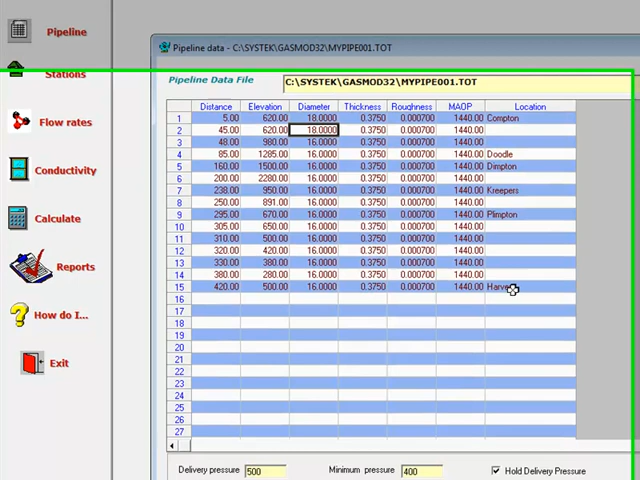 Pipeline
Stations
Flow rates
Conductivity
Calculate
Reports
How do I...
Exit
Pipeline data - C:\SYSTEK\GASMOD32\MYPIPE001.TOT
Pipeline Data File C:\SYSTEK\GASMOD32\MYPIPE001.TOT
Distance Elevation Diameter Thickness Roughness MAOP Location
1 5.00 620.00 18.0000 0.3750 0.000700 1440.00 Compton
2 45.00 620.00 18.0000 0.3750 0.000700 1440.00
3 48.00 980.00 16.0000 0.3750 0.000700 1440.00
4 85.00 1285.00 16.0000 0.3750 0.000700 1440.00 Doodle
5 160.00 1500.00 16.0000 0.3750 0.000700 1440.00 Dimpton
6 200.00 2280.00 16.0000 0.3750 0.000700 1440.00
7 238.00 950.00 16.0000 0.3750 0.000700 1440.00 Kreepers
8 250.00 891.00 16.0000 0.3750 0.000700 1440.00
9 295.00 670.00 16.0000 0.3750 0.000700 1440.00 Plimpton
10 305.00 650.00 16.0000 0.3750 0.000700 1440.00
11 310.00 500.00 16.0000 0.3750 0.000700 1440.00
12 320.00 420.00 16.0000 0.3750 0.000700 1440.00
13 330.00 380.00 16.0000 0.3750 0.000700 1440.00
14 380.00 280.00 16.0000 0.3750 0.000700 1440.00
15 420.00 500.00 16.0000 0.3750 0.000700 1440.00
16
17
18
19
20
21
22
23
24
25
26
27
Delivery pressure 500 Minimum pressure 400 Hold Delivery Pressure